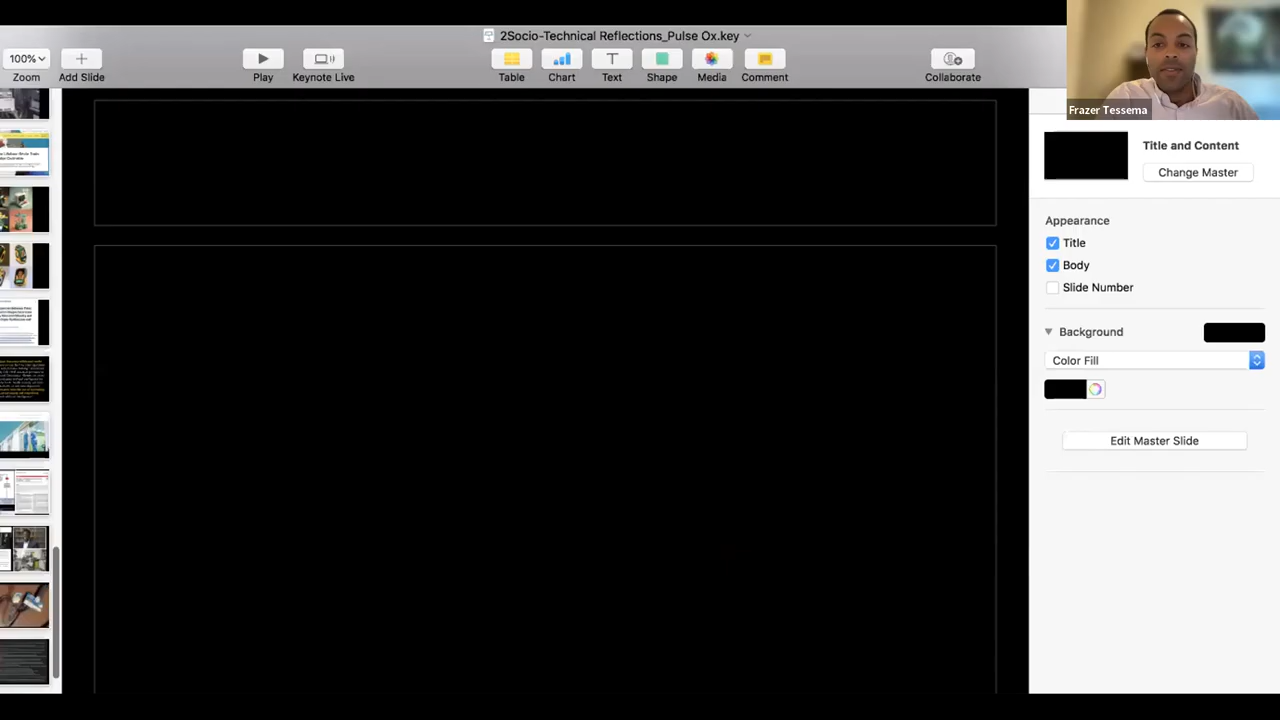 2Socio-Technical Reflections_Pulse Ox.key
100%
Zoom
Add Slide
Play
Keynote Live
Table
Chart
Text
Shape
Media
Comment
Collaborate
Frazer Tessema
Title and Content
Change Master
Appearance
Title
Body
Slide Number
Background
Color Fill
Edit Master Slide